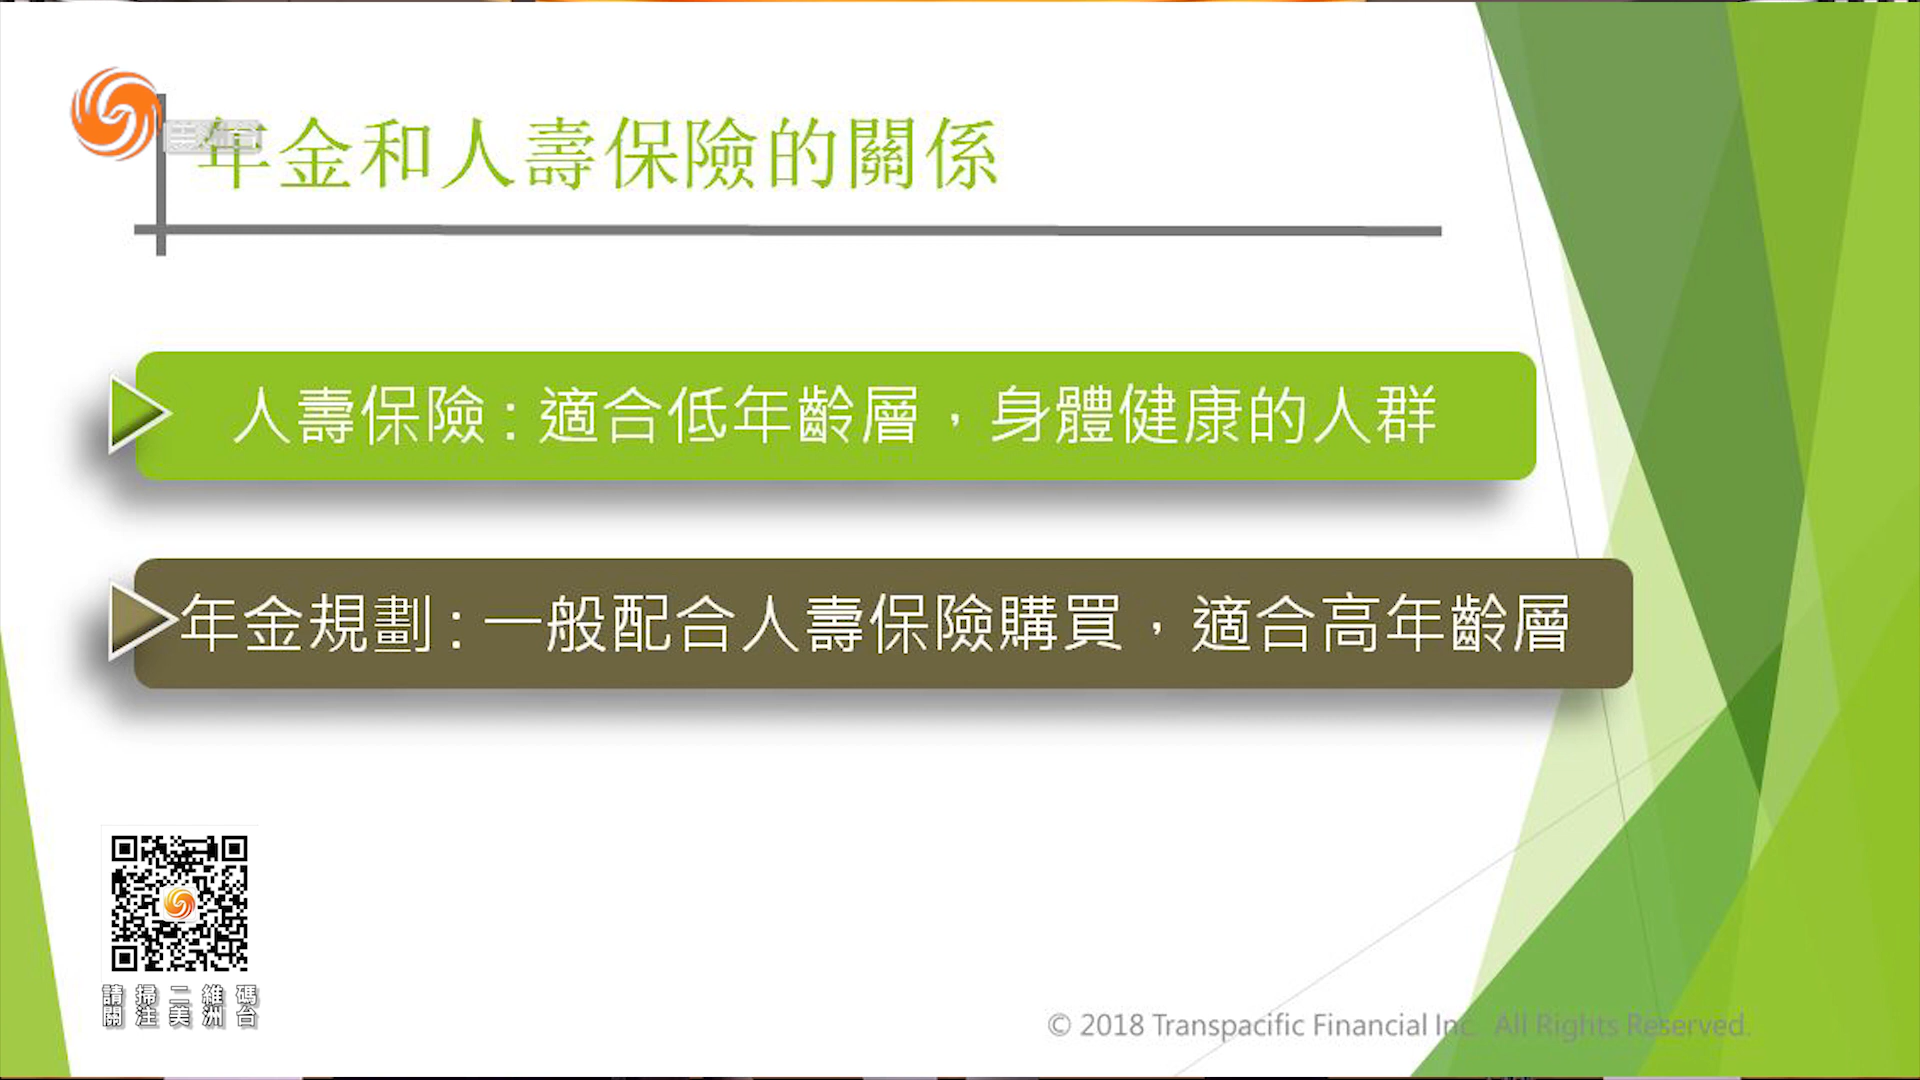 美洲台
年金和人壽保險的關係
人壽保險 : 適合低年齡層，身體健康的人群
年金規劃 : 一般配合人壽保險購買，適合高年齡層
請掃二維碼
關注美洲台
© 2018 Transpacific Financial Inc. All Rights Reserved.